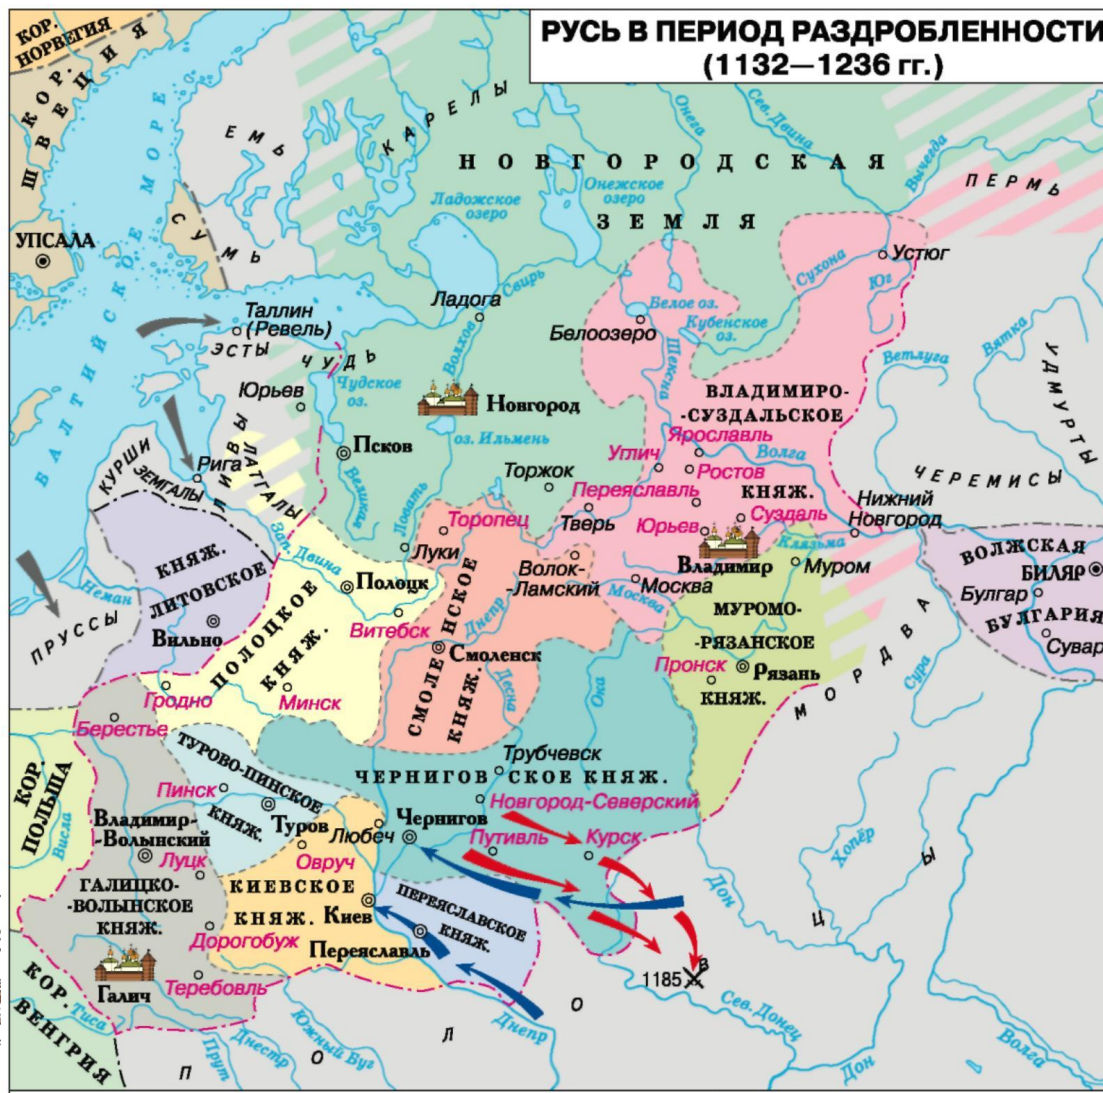 РУСЬ В ПЕРИОД РАЗДРОБЛЕННОСТИ
(1132—1236 гг.)
КОР.
НОРВЕГИЯ
КОР.
ШВЕЦИЯ
УПСАЛА
БАЛТИЙСКОЕ МОРЕ
СУМЬ
ЕМЬ
КАРЕЛЫ
НОВГОРОДСКАЯ
ЗЕМЛЯ
Онега
Сев. Двина
Вычегда
ПЕРМЬ
Ладожское
озеро
Онежское
озеро
Свирь
Ладога
Волхов
Белоозеро
Белое оз.
Кубенское
оз.
Сухона
Юг
Устюг
Шексна
Ветлуга
Вятка
УДМУРТЫ
ЧЕРЕМИСЫ
Таллин
(Ревель)
ЭСТЫ
ЧУДЬ
Юрьев
Чудское
оз.
Псков
Великая
Новгород
оз. Ильмень
Ловать
Торжок
Луки
КУРШИ
ЗЕМГАЛЫ
ЛИВЫ
ЛАТГАЛЫ
Рига
Зап. Двина
ВЛАДИМИРО-
-СУЗДАЛЬСКОЕ
КНЯЖ.
Ярославль
Волга
Углич
Ростов
Переяславль
Суздаль
Юрьев
Тверь
Владимир
Клязьма
Нижний
Новгород
Москва
Москва
Муром
Волок-
-Ламский
ВОЛЖСКАЯ
БУЛГАРИЯ
БИЛЯР
Булгар
Сувар
КНЯЖ.
ЛИТОВСКОЕ
Вильно
Неман
ПРУССЫ
ПОЛОЦКОЕ
КНЯЖ.
Полоцк
Витебск
Минск
Гродно
Торопец
СМОЛЕНСКОЕ
КНЯЖ.
Смоленск
Днепр
Десна
Ока
МУРОМО-
-РЯЗАНСКОЕ
КНЯЖ.
Пронск
Рязань
МОРДВА
Сура
Хопёр
КОР.
ПОЛЬША
Висла
Берестье
ТУРОВО-ПИНСКОЕ
КНЯЖ.
Пинск
Туров
ЧЕРНИГОВСКОЕ КНЯЖ.
Трубчевск
Новгород-Северский
Чернигов
Любеч
Путивль
Курск
Владимир-
-Волынский
Луцк
ГАЛИЦКО-
-ВОЛЫНСКОЕ
КНЯЖ.
Галич
Теребовль
Дорогобуж
Овруч
КИЕВСКОЕ
КНЯЖ.
Киев
ПЕРЕЯСЛАВСКОЕ
КНЯЖ.
Переяславль
КОР.
ВЕНГРИЯ
Тиса
Прут
Днестр
Южный Буг
Днепр
ПОЛОВЦЫ
1185
Сев. Донец
Дон
Дон
Волга